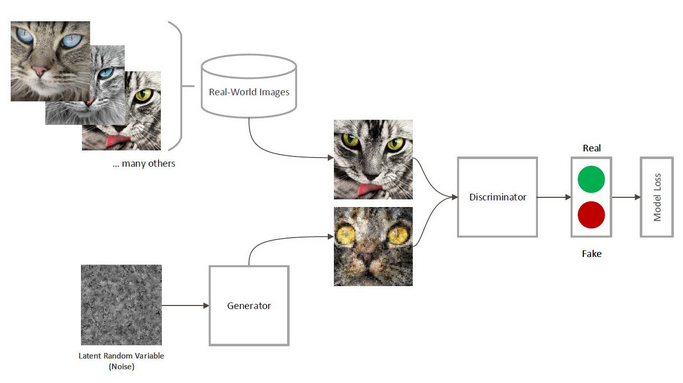 Real-World Images
... many others
Real
Discriminator
Model Loss
Fake
Generator
Latent Random Variable
(Noise)